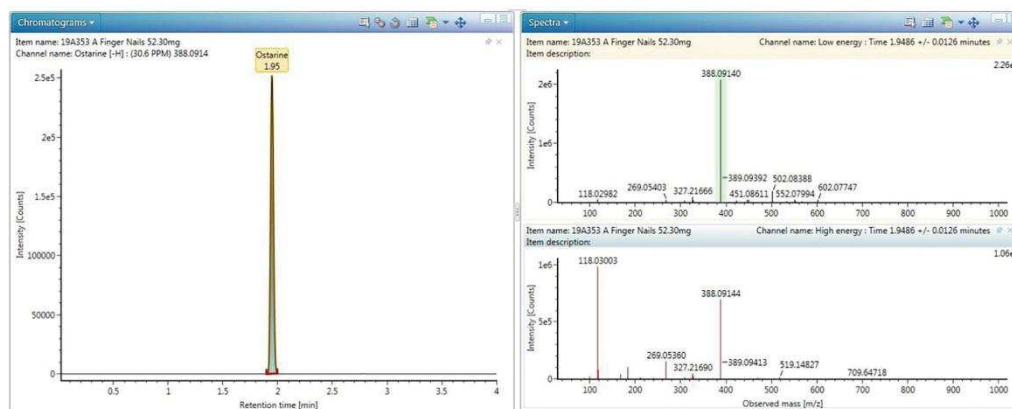 Chromatograms
Item name: 19A353 A Finger Nails 52.30mg
Channel name: Ostarine [-H] : (30.6 PPM) 388.0914
Ostarine
1.95
2.5e5
2e5
1.5e5
100000
50000
0
Intensity [Counts]
0.5 1 1.5 2 2.5 3 3.5 4
Retention time [min]
Spectra
Item name: 19A353 A Finger Nails 52.30mg Channel name: Low energy : Time 1.9486 +/- 0.0126 minutes
Item description:
2.26e
388.09140
2e6
1e6
0
Intensity [Counts]
118.02982
269.05403
327.21666
389.09392
451.08611
502.08388
552.07994
602.07747
100 200 300 400 500 600 700 800 900 1000
Item name: 19A353 A Finger Nails 52.30mg Channel name: High energy : Time 1.9486 +/- 0.0126 minutes
Item description:
1.06e
118.03003
1e6
388.09144
5e5
0
Intensity [Counts]
269.05360
327.21690
389.09413
519.14827
709.64718
100 200 300 400 500 600 700 800 900 1000
Observed mass [m/z]